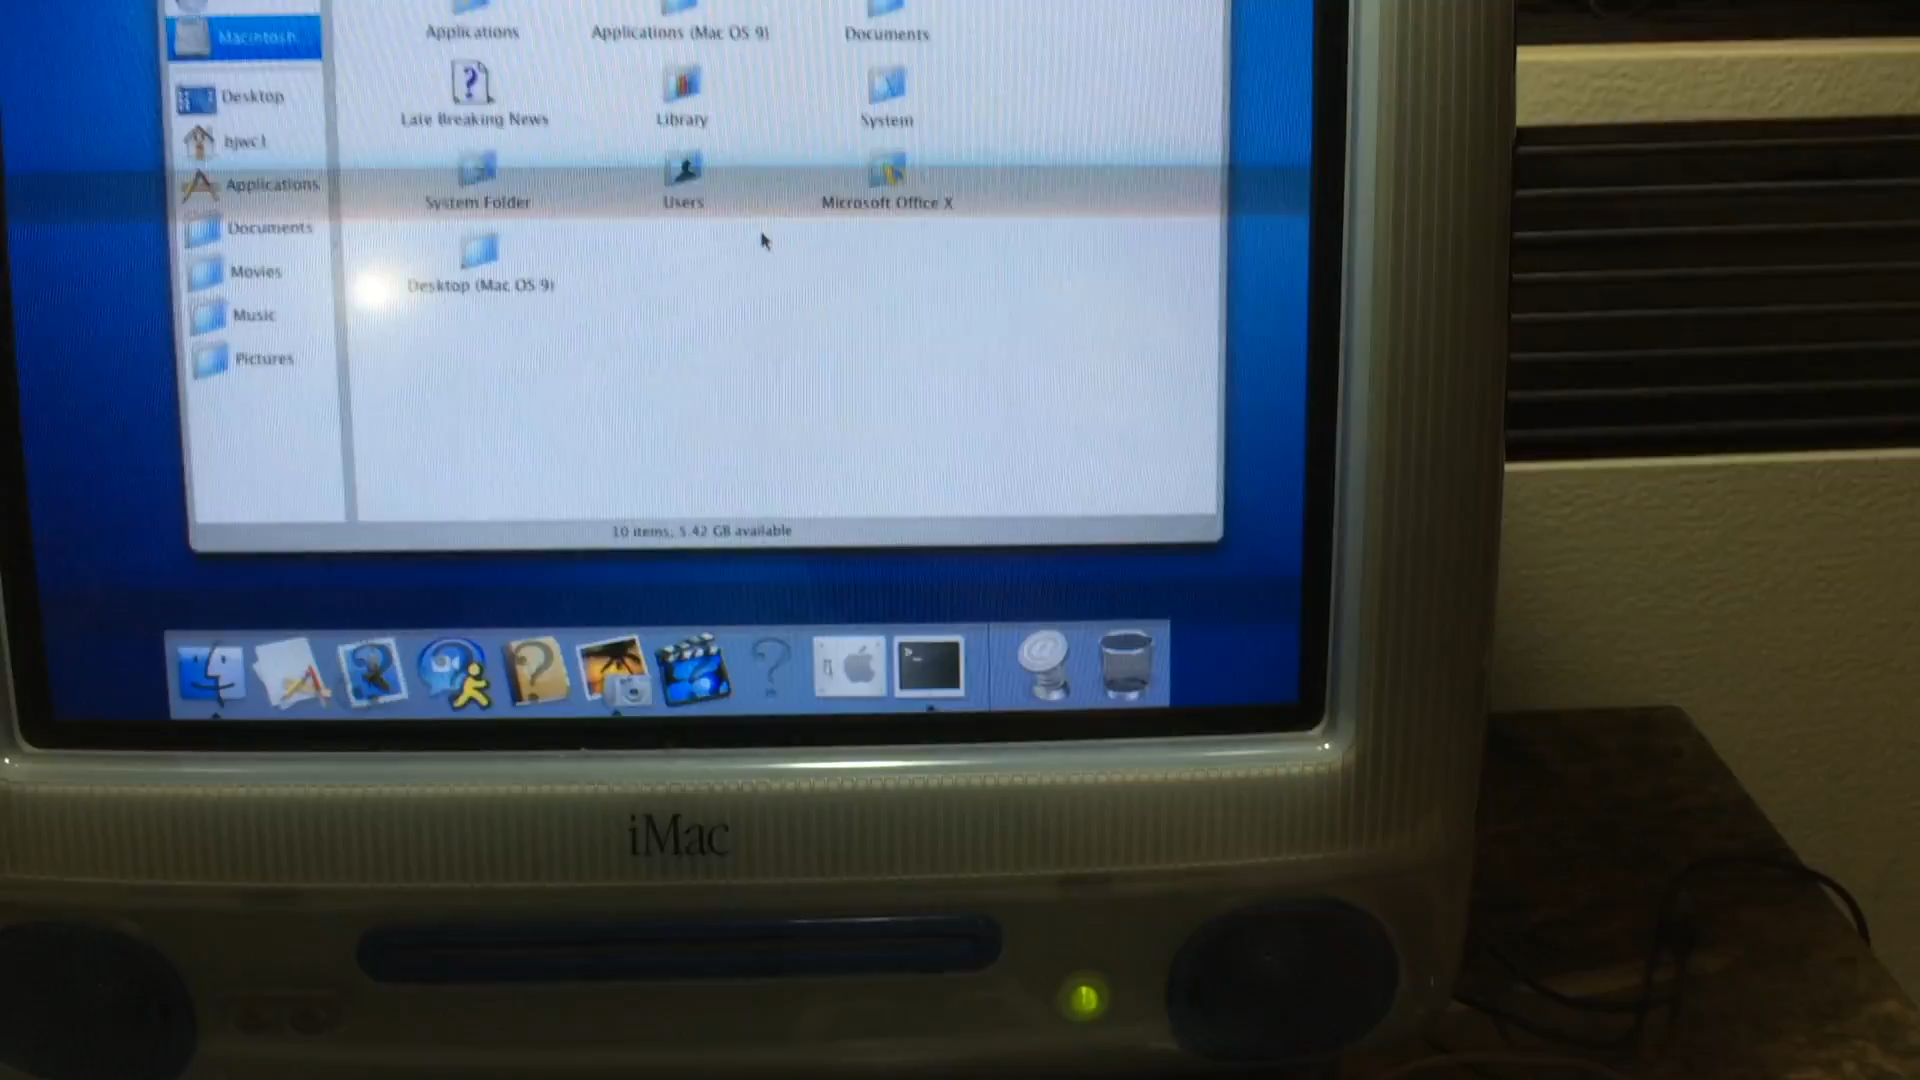 Macintosh
Applications
Applications (Mac OS 9)
Documents
Desktop
Late Breaking News
Library
System
bjwc1
Applications
System Folder
Users
Microsoft Office X
Documents
Movies
Desktop (Mac OS 9)
Music
Pictures
10 items, 5.42 GB available
iMac